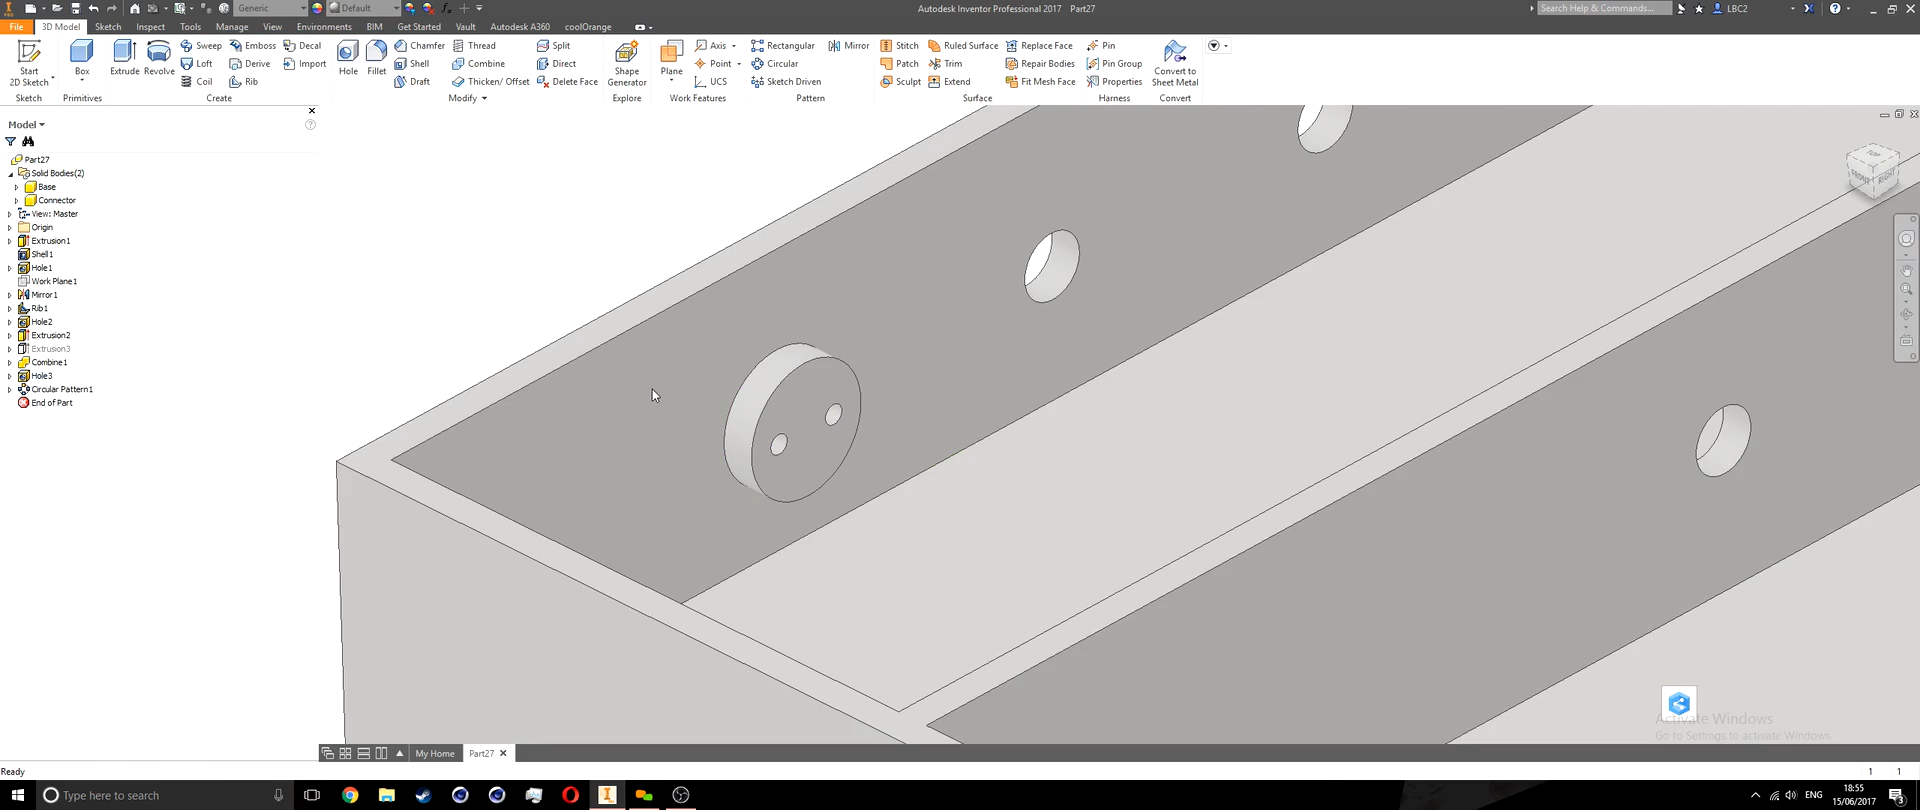 Generic
Default
Autodesk Inventor Professional 2017 Part27
Search Help & Commands...
LBC2
File 3D Model Sketch Inspect Tools Manage View Environments BIM Get Started Vault Autodesk A360 coolOrange
Start
2D Sketch
Box
Extrude
Revolve
Sweep
Emboss
Decal
Loft
Derive
Import
Coil
Rib
Hole
Fillet
Chamfer
Thread
Split
Shell
Combine
Direct
Draft
Thicken/ Offset
Delete Face
Shape
Generator
Plane
Axis
Point
UCS
Rectangular
Mirror
Circular
Sketch Driven
Stitch
Ruled Surface
Replace Face
Patch
Trim
Repair Bodies
Sculpt
Extend
Fit Mesh Face
Pin
Pin Group
Properties
Convert to
Sheet Metal
Sketch Primitives Create Modify Explore Work Features Pattern Surface Harness Convert
Model
Part27
Solid Bodies(2)
Base
Connector
View: Master
Origin
Extrusion1
Shell1
Hole1
Work Plane1
Mirror1
Rib1
Hole2
Extrusion2
Extrusion3
Combine1
Hole3
Circular Pattern1
End of Part
TOP
FRONT
RIGHT
Activate Windows
Go to Settings to activate Windows.
My Home
Part27
Ready
1 1
Type here to search
ENG
18:55
15/06/2017
3